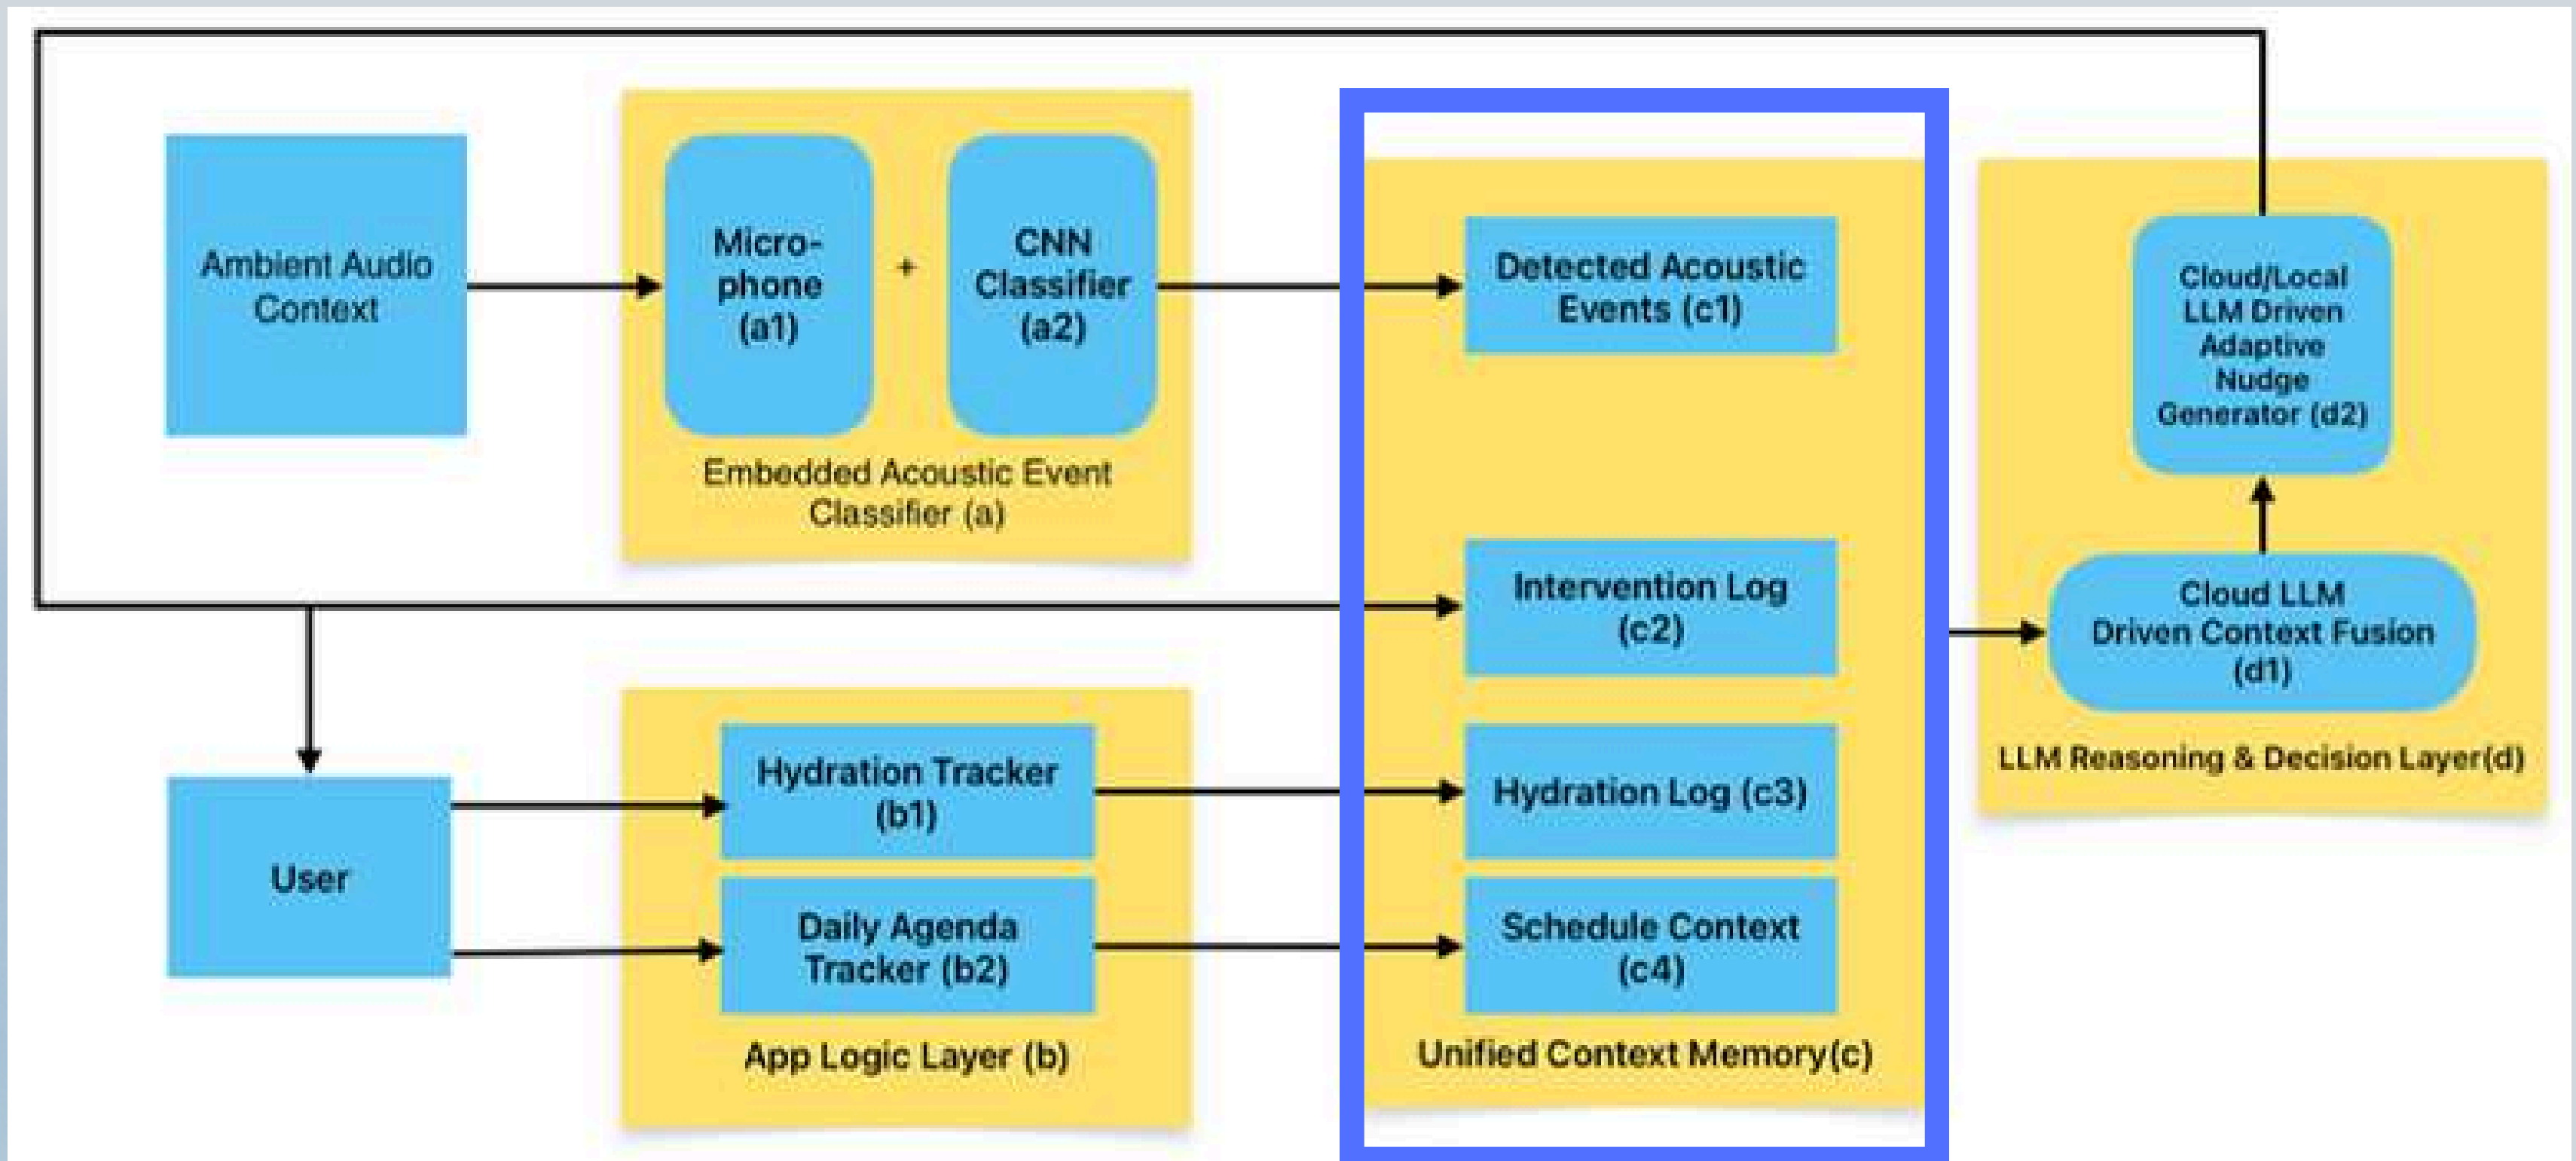 Ambient Audio
Context
Micro-
phone
(a1)
+
CNN
Classifier
(a2)
Embedded Acoustic Event
Classifier (a)
Detected Acoustic
Events (c1)
Intervention Log
(c2)
Hydration Log (c3)
Schedule Context
(c4)
Unified Context Memory(c)
Cloud/Local
LLM Driven
Adaptive
Nudge
Generator (d2)
Cloud LLM
Driven Context Fusion
(d1)
LLM Reasoning & Decision Layer(d)
User
Hydration Tracker
(b1)
Daily Agenda
Tracker (b2)
App Logic Layer (b)